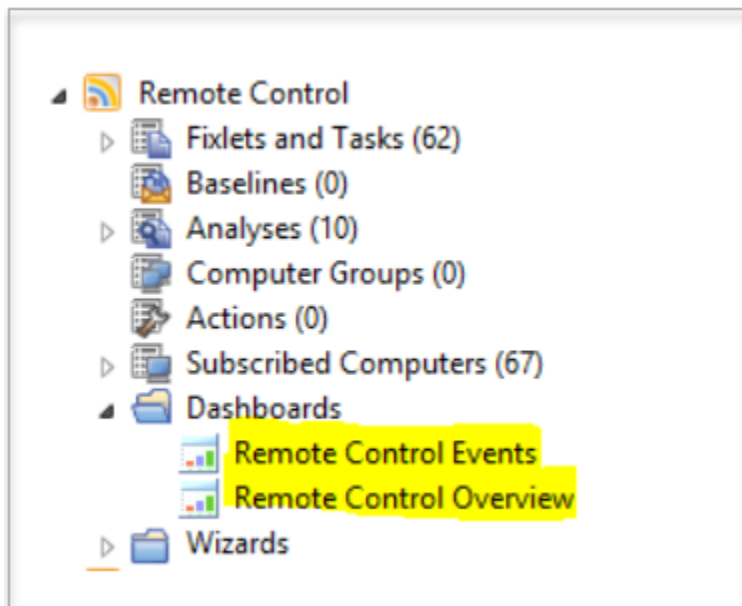 Remote Control
Fixlets and Tasks (62)
Baselines (0)
Analyses (10)
Computer Groups (0)
Actions (0)
Subscribed Computers (67)
Dashboards
Remote Control Events
Remote Control Overview
Wizards